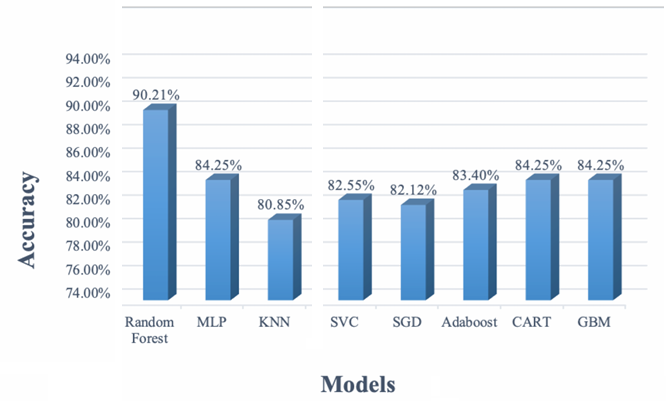 94.00%
92.00%
90.00%
88.00%
86.00%
84.00%
82.00%
80.00%
78.00%
76.00%
74.00%
Accuracy
90.21%
84.25%
80.85%
82.55%
82.12%
83.40%
84.25%
84.25%
Random
Forest
MLP
KNN
SVC
SGD
Adaboost
CART
GBM
Models